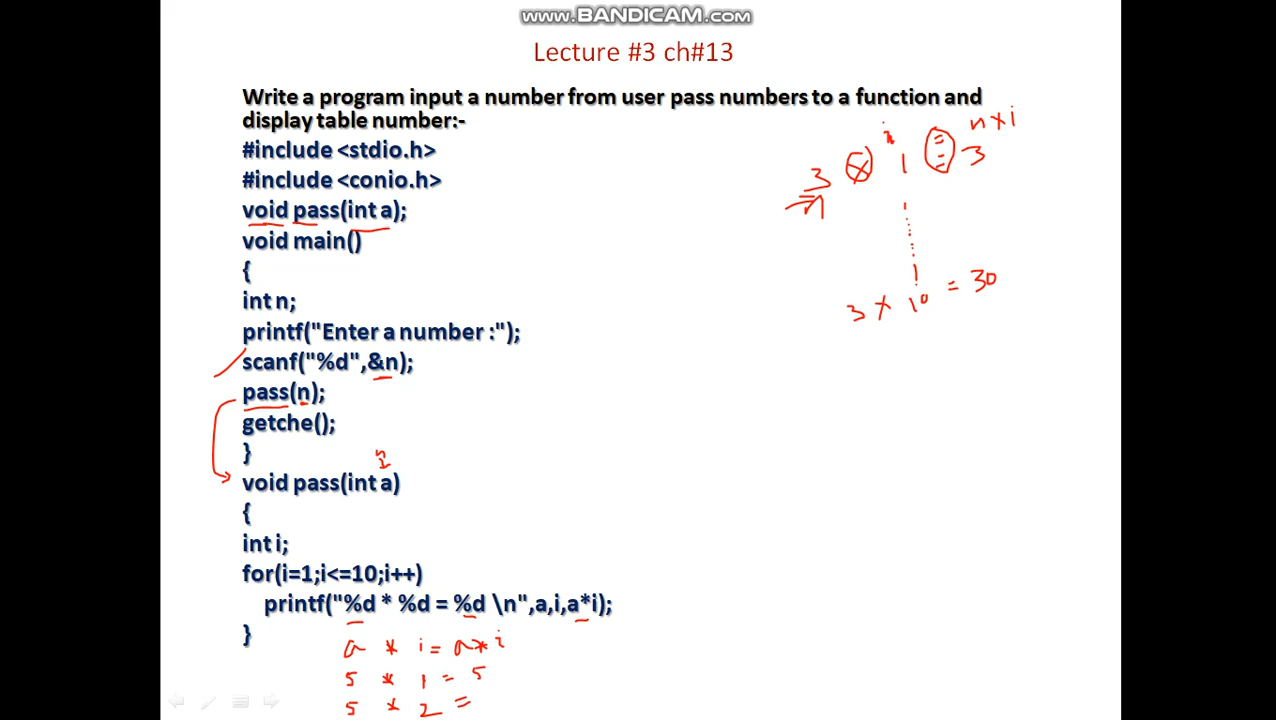 www.BANDICAM.com
Lecture #3 ch#13
Write a program input a number from user pass numbers to a function and
display table number:-
#include <stdio.h>
#include <conio.h>
void pass(int a);
void main()
{
int n;
printf("Enter a number :");
scanf("%d",&n);
pass(n);
getche();
}
void pass(int a)
{
int i;
for(i=1;i<=10;i++)
printf("%d * %d = %d \n",a,i,a*i);
}
a * i = a * i
5 * 1 = 5
5 * 2 =
i n x i
3 x 1 = 3
n
3 x 10 = 30